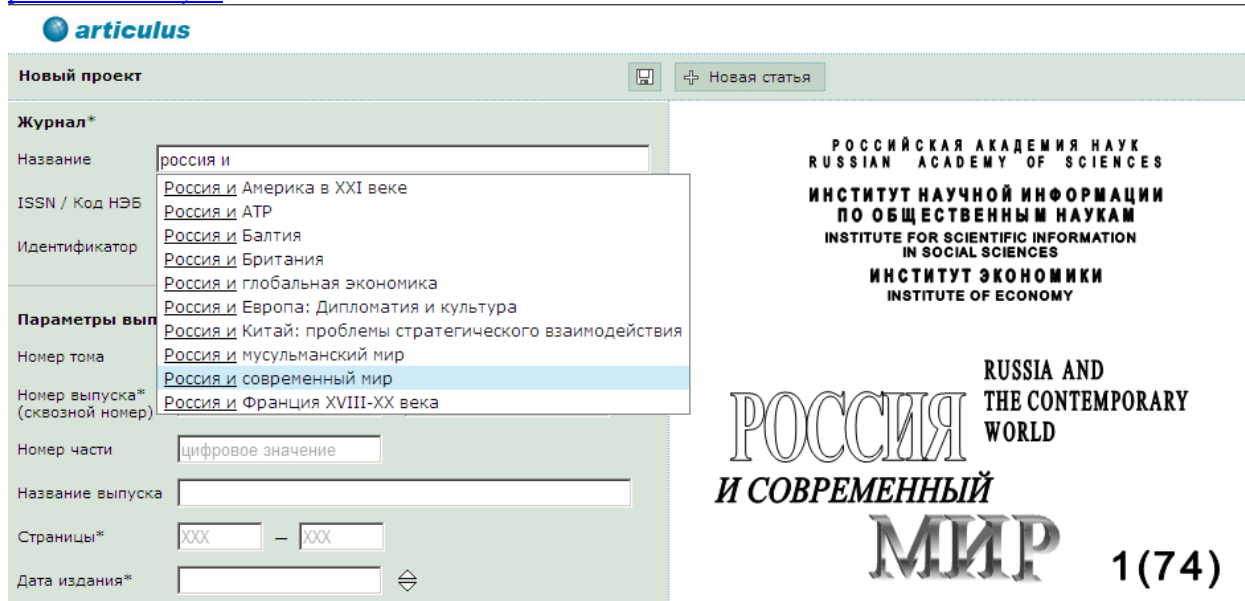 articulus
Новый проект
Новая статья
Журнал*
Название
россия и
ISSN / Код НЭБ
Идентификатор
Россия и Америка в XXI веке
Россия и АТР
Россия и Балтия
Россия и Британия
Россия и глобальная экономика
Россия и Европа: Дипломатия и культура
Россия и Китай: проблемы стратегического взаимодействия
Россия и мусульманский мир
Россия и современный мир
Россия и Франция XVIII-XX века
Параметры вып
Номер тома
Номер выпуска*
(сквозной номер)
Номер части
цифровое значение
Название выпуска
Страницы*
XXX – XXX
Дата издания*
РОССИЙСКАЯ АКАДЕМИЯ НАУК
RUSSIAN ACADEMY OF SCIENCES
ИНСТИТУТ НАУЧНОЙ ИНФОРМАЦИИ
ПО ОБЩЕСТВЕННЫМ НАУКАМ
INSTITUTE FOR SCIENTIFIC INFORMATION
IN SOCIAL SCIENCES
ИНСТИТУТ ЭКОНОМИКИ
INSTITUTE OF ECONOMY
RUSSIA AND
THE CONTEMPORARY
WORLD
РОССИЯ
И СОВРЕМЕННЫЙ
МИР
1(74)